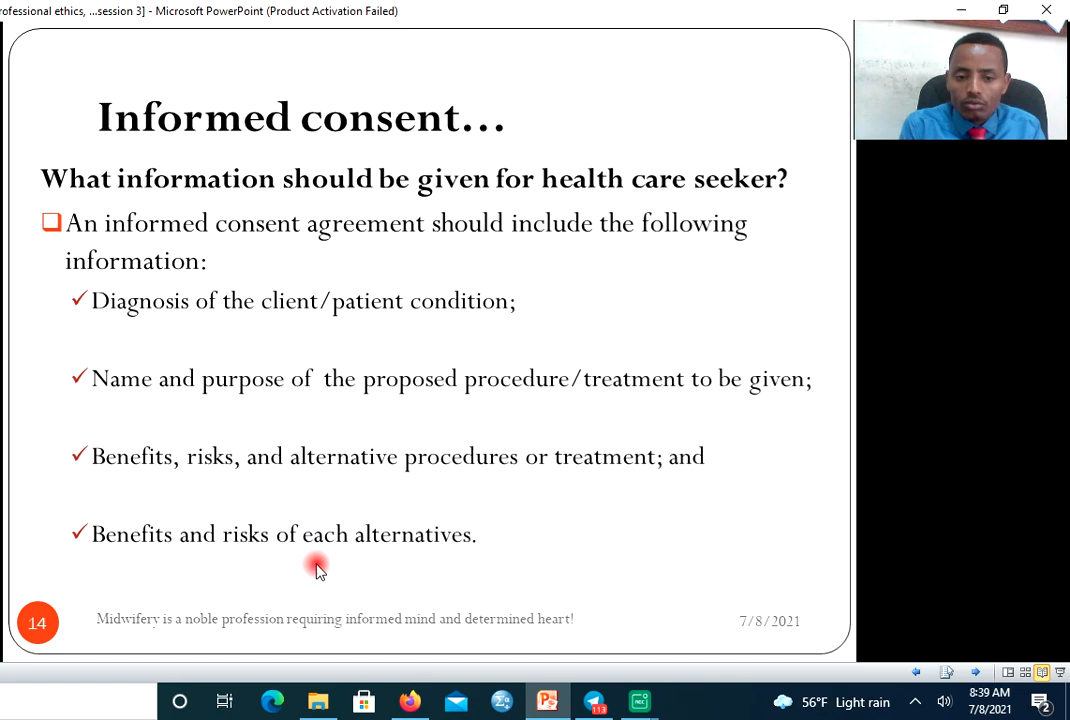 rofessional ethics, ...session 3] - Microsoft PowerPoint (Product Activation Failed)
Informed consent...
What information should be given for health care seeker?
An informed consent agreement should include the following
information:
Diagnosis of the client/patient condition;
Name and purpose of the proposed procedure/treatment to be given;
Benefits, risks, and alternative procedures or treatment; and
Benefits and risks of each alternatives.
14
Midwifery is a noble profession requiring informed mind and determined heart!
7/8/2021
Σα
113
REC
56°F Light rain
8:39 AM
7/8/2021
2